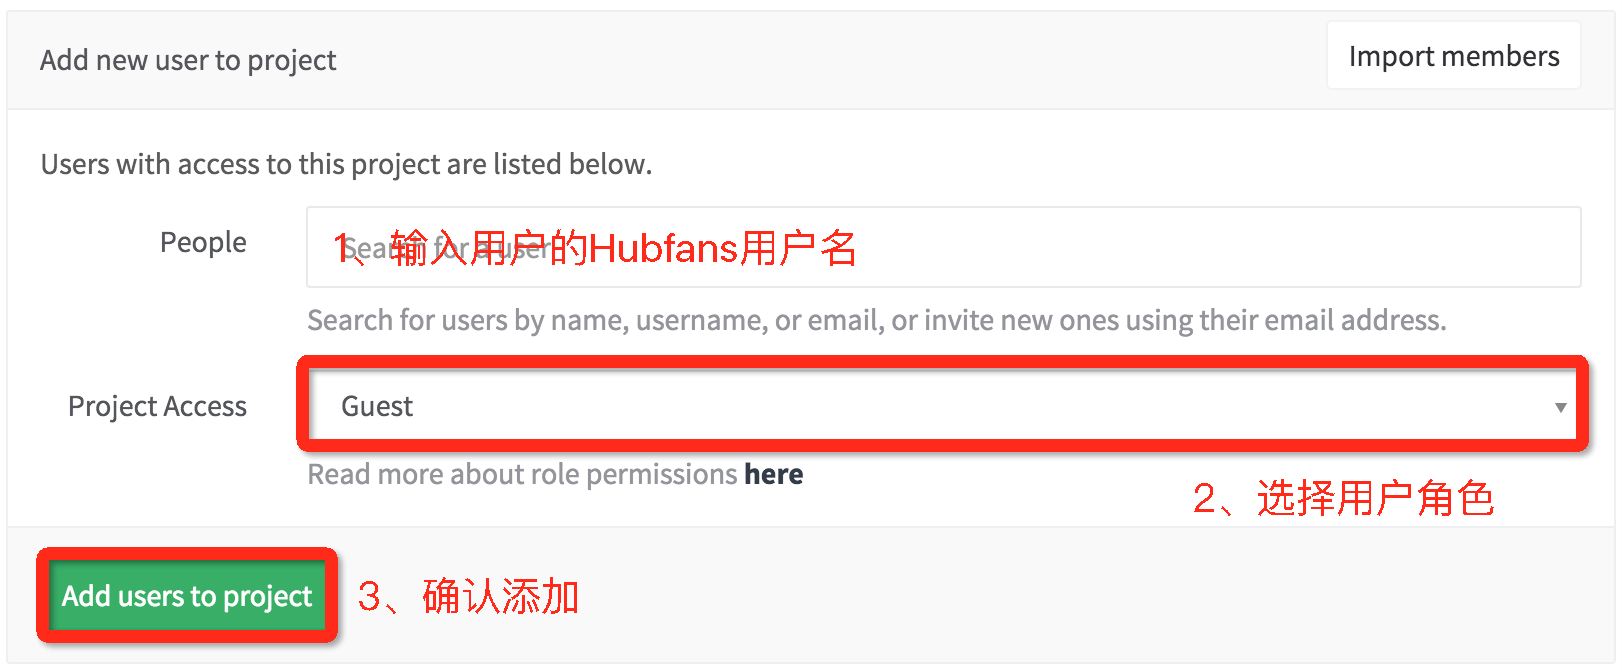 Add new user to project
Import members
Users with access to this project are listed below.
People
Search for a user
1、输入用户的Hubfans用户名
Search for users by name, username, or email, or invite new ones using their email address.
Project Access
Guest
Read more about role permissions here
2、选择用户角色
Add users to project
3、确认添加